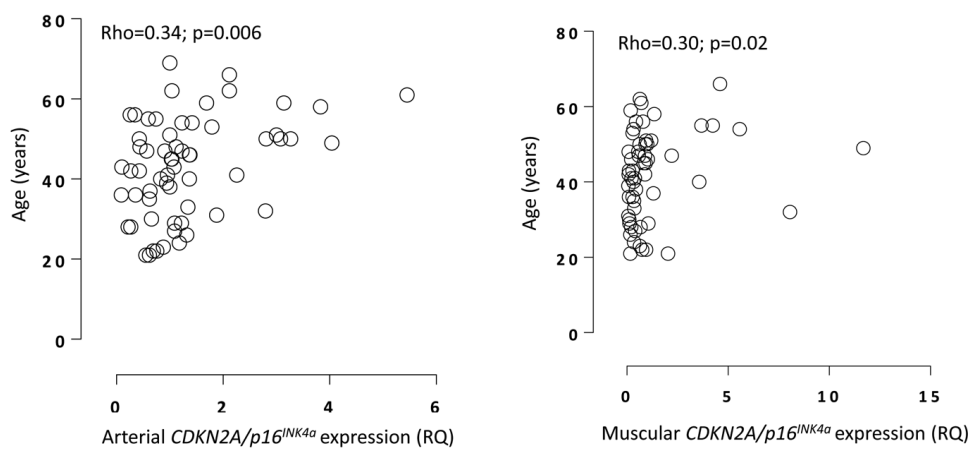 Rho=0.34; p=0.006
Age (years)
80
60
40
20
0
0 2 4 6
Arterial CDKN2A/p16INK4a expression (RQ)
Rho=0.30; p=0.02
Age (years)
80
60
40
20
0
0 5 10 15
Muscular CDKN2A/p16INK4a expression (RQ)